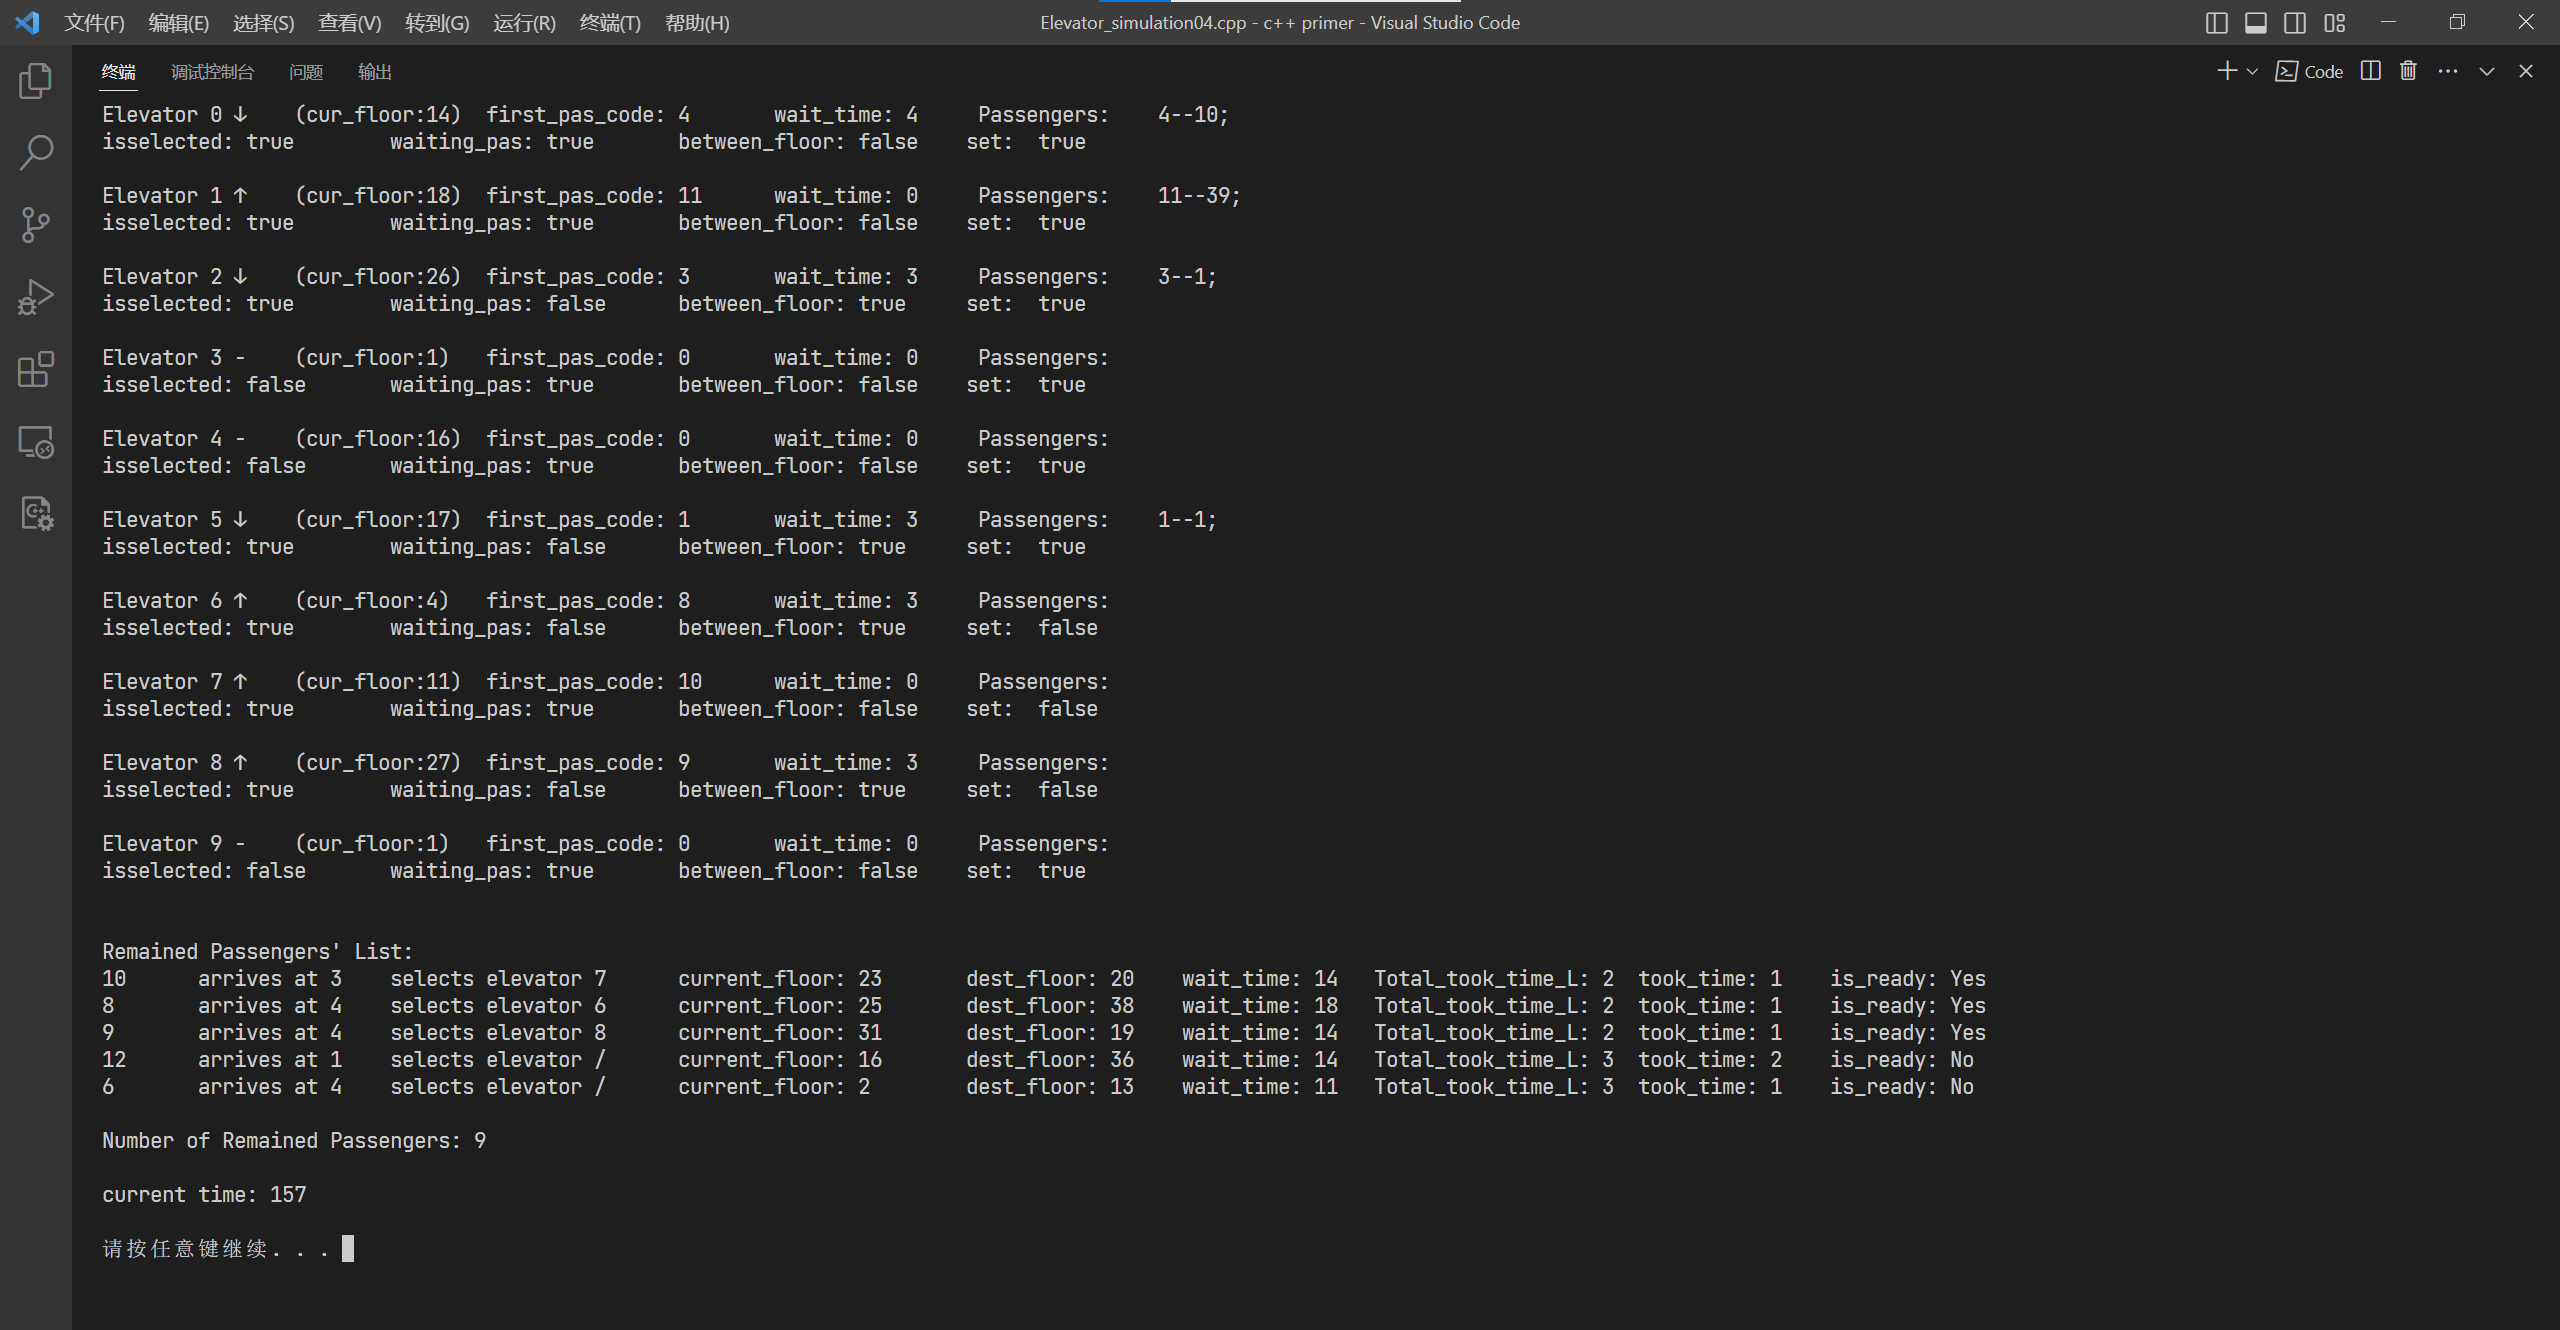 文件(F) 编辑(E) 选择(S) 查看(V) 转到(G) 运行(R) 终端(T) 帮助(H) Elevator_simulation04.cpp - c++ primer - Visual Studio Code
终端 调试控制台 问题 输出 Code
Elevator 0 ↓ (cur_floor:14) first_pas_code: 4 wait_time: 4 Passengers: 4--10;
isselected: true waiting_pas: true between_floor: false set: true
Elevator 1 ↑ (cur_floor:18) first_pas_code: 11 wait_time: 0 Passengers: 11--39;
isselected: true waiting_pas: true between_floor: false set: true
Elevator 2 ↓ (cur_floor:26) first_pas_code: 3 wait_time: 3 Passengers: 3--1;
isselected: true waiting_pas: false between_floor: true set: true
Elevator 3 - (cur_floor:1) first_pas_code: 0 wait_time: 0 Passengers:
isselected: false waiting_pas: true between_floor: false set: true
Elevator 4 - (cur_floor:16) first_pas_code: 0 wait_time: 0 Passengers:
isselected: false waiting_pas: true between_floor: false set: true
Elevator 5 ↓ (cur_floor:17) first_pas_code: 1 wait_time: 3 Passengers: 1--1;
isselected: true waiting_pas: false between_floor: true set: true
Elevator 6 ↑ (cur_floor:4) first_pas_code: 8 wait_time: 3 Passengers:
isselected: true waiting_pas: false between_floor: true set: false
Elevator 7 ↑ (cur_floor:11) first_pas_code: 10 wait_time: 0 Passengers:
isselected: true waiting_pas: true between_floor: false set: false
Elevator 8 ↑ (cur_floor:27) first_pas_code: 9 wait_time: 3 Passengers:
isselected: true waiting_pas: false between_floor: true set: false
Elevator 9 - (cur_floor:1) first_pas_code: 0 wait_time: 0 Passengers:
isselected: false waiting_pas: true between_floor: false set: true
Remained Passengers' List:
10 arrives at 3 selects elevator 7 current_floor: 23 dest_floor: 20 wait_time: 14 Total_took_time_L: 2 took_time: 1 is_ready: Yes
8 arrives at 4 selects elevator 6 current_floor: 25 dest_floor: 38 wait_time: 18 Total_took_time_L: 2 took_time: 1 is_ready: Yes
9 arrives at 4 selects elevator 8 current_floor: 31 dest_floor: 19 wait_time: 14 Total_took_time_L: 2 took_time: 1 is_ready: Yes
12 arrives at 1 selects elevator / current_floor: 16 dest_floor: 36 wait_time: 14 Total_took_time_L: 3 took_time: 2 is_ready: No
6 arrives at 4 selects elevator / current_floor: 2 dest_floor: 13 wait_time: 11 Total_took_time_L: 3 took_time: 1 is_ready: No
Number of Remained Passengers: 9
current time: 157
请按任意键继续. . .